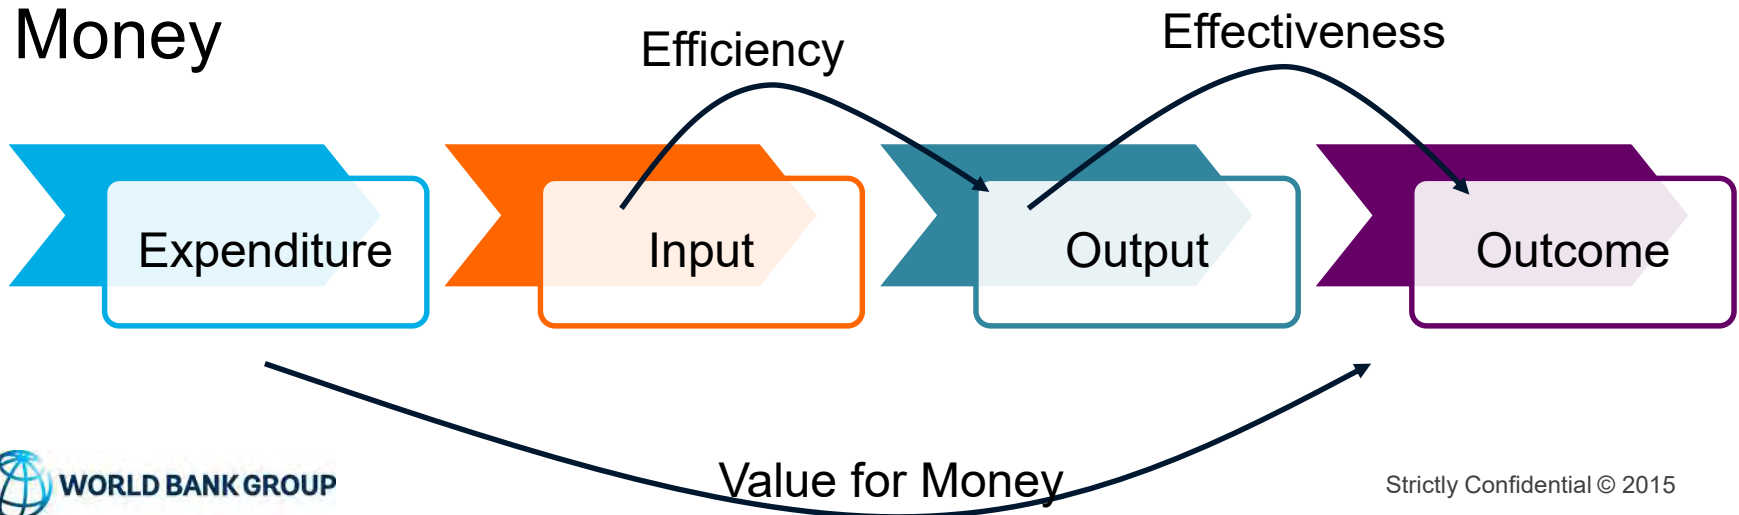 Money
Efficiency
Effectiveness
Expenditure
Input
Output
Outcome
Value for Money
WORLD BANK GROUP
Strictly Confidential © 2015